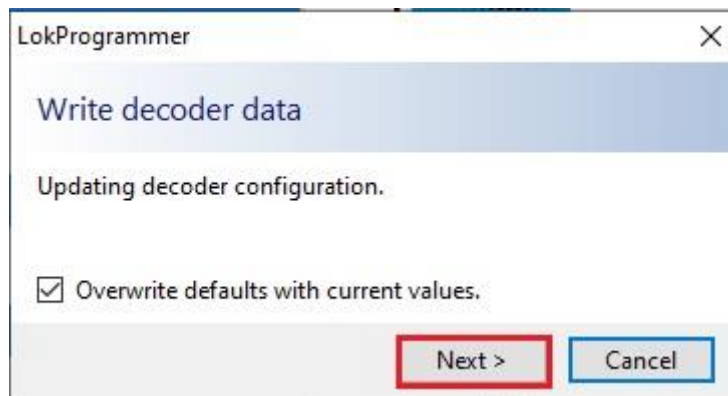 LokProgrammer
Write decoder data
Updating decoder configuration.
Overwrite defaults with current values.
Next > Cancel